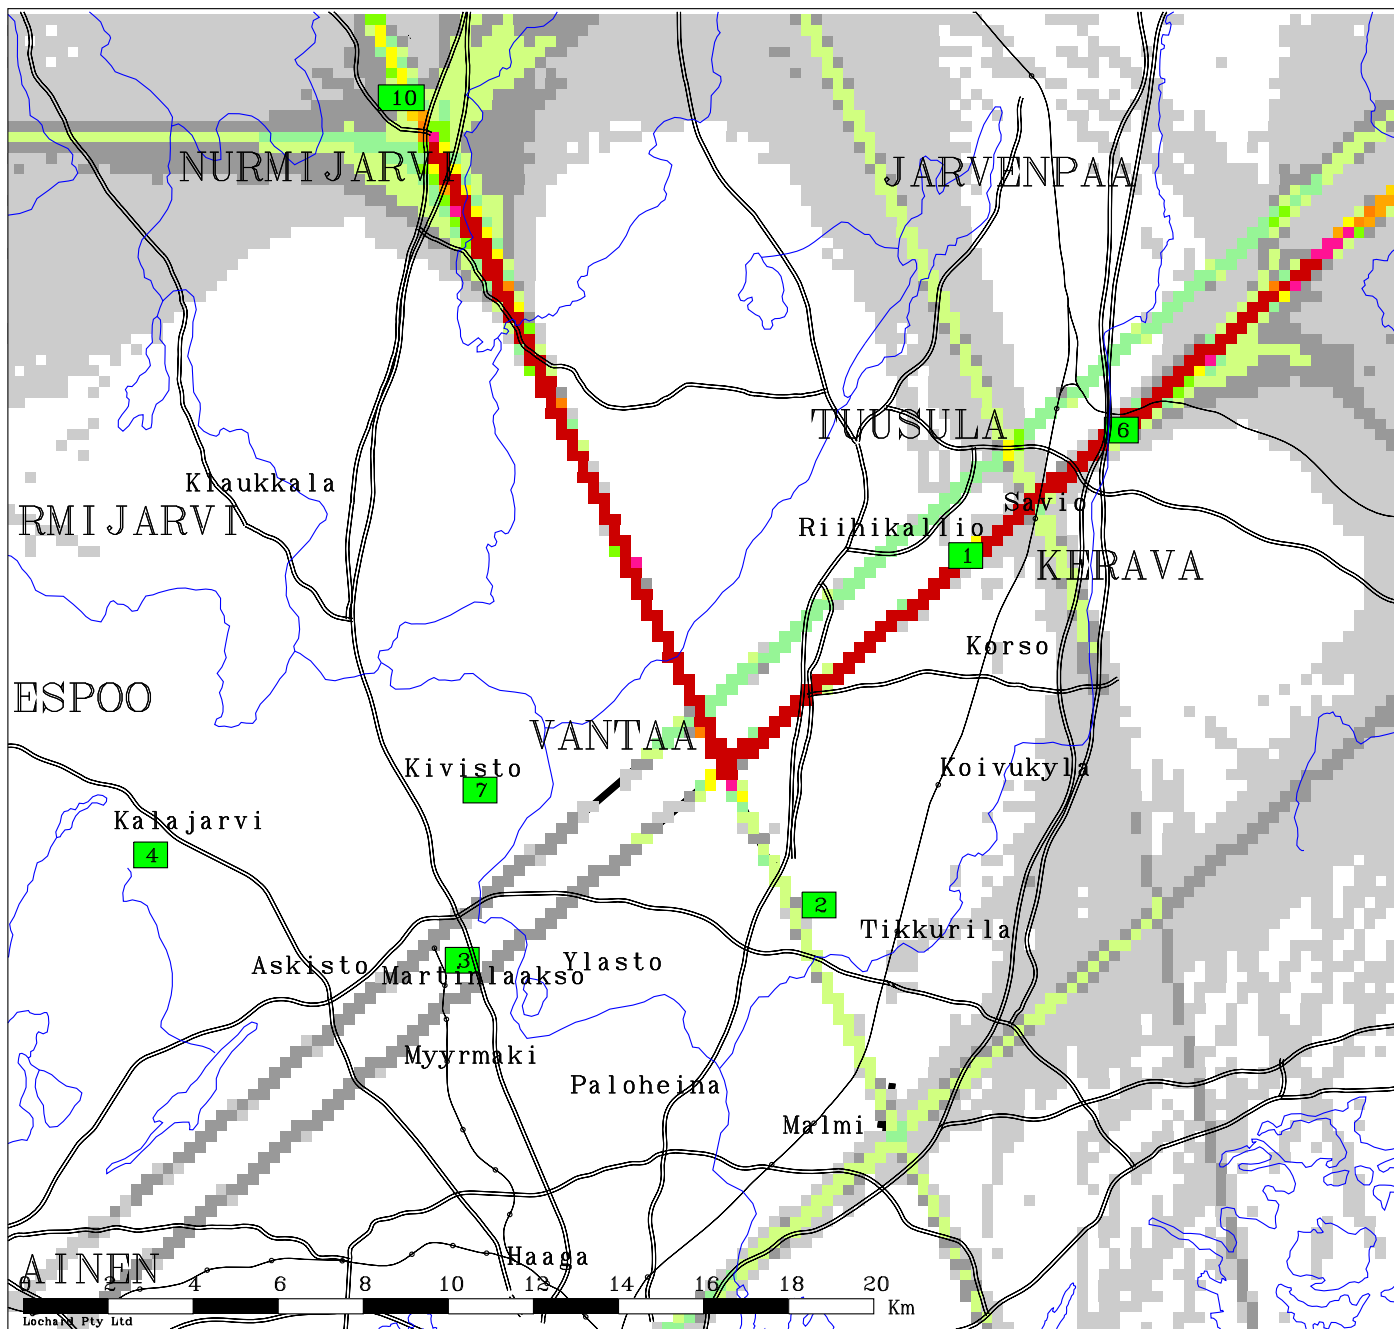 10
NURMIJARVI
JARVENPAA
TUUSULA
6
Klaukkala
Savio
RMIJARVI
Riihikallio
1
KERAVA
Korso
ESPOO
VANTAA
Kivisto
Koivukyla
7
Kalajarvi
4
2
Tikkurila
3
Askisto
Martinlaakso
Ylasto
Myyrmaki
Paloheina
Malmi
Haaga
AINEN
0 2 4 6 8 10 12 14 16 18 20
Km
Lochard Pty Ltd